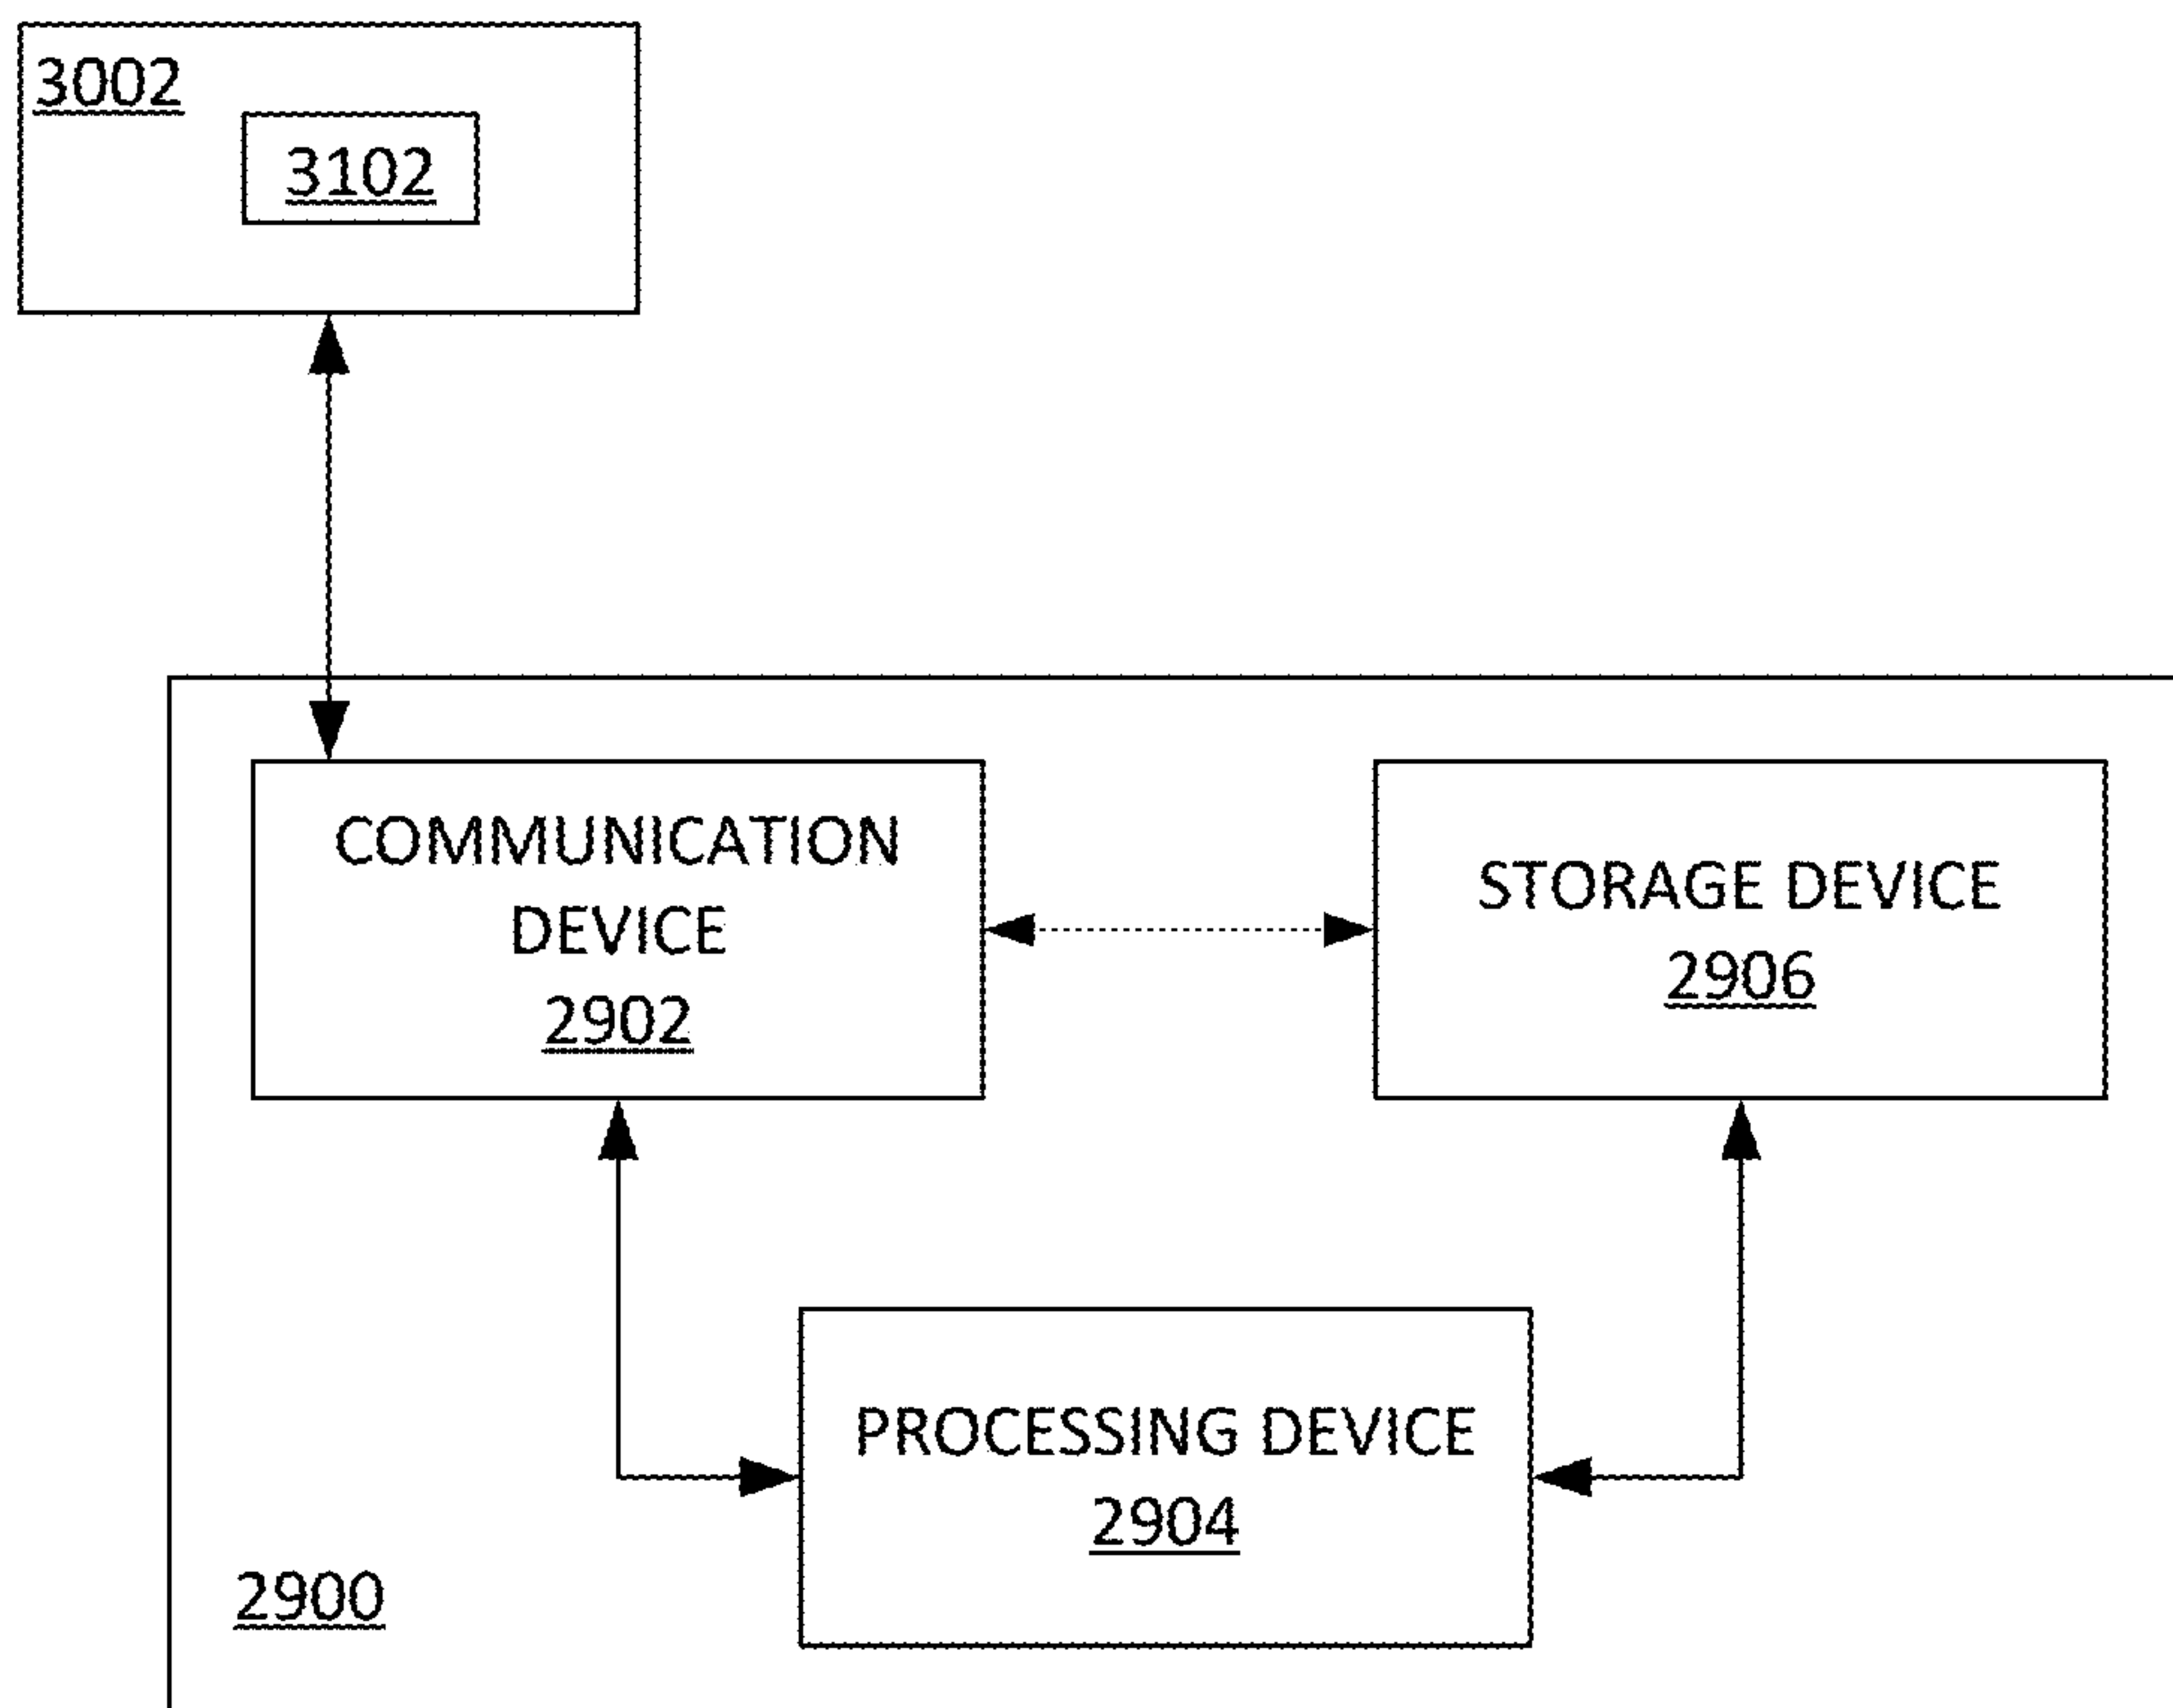 3002
3102
COMMUNICATION
DEVICE
2902
STORAGE DEVICE
2906
PROCESSING DEVICE
2904
2900